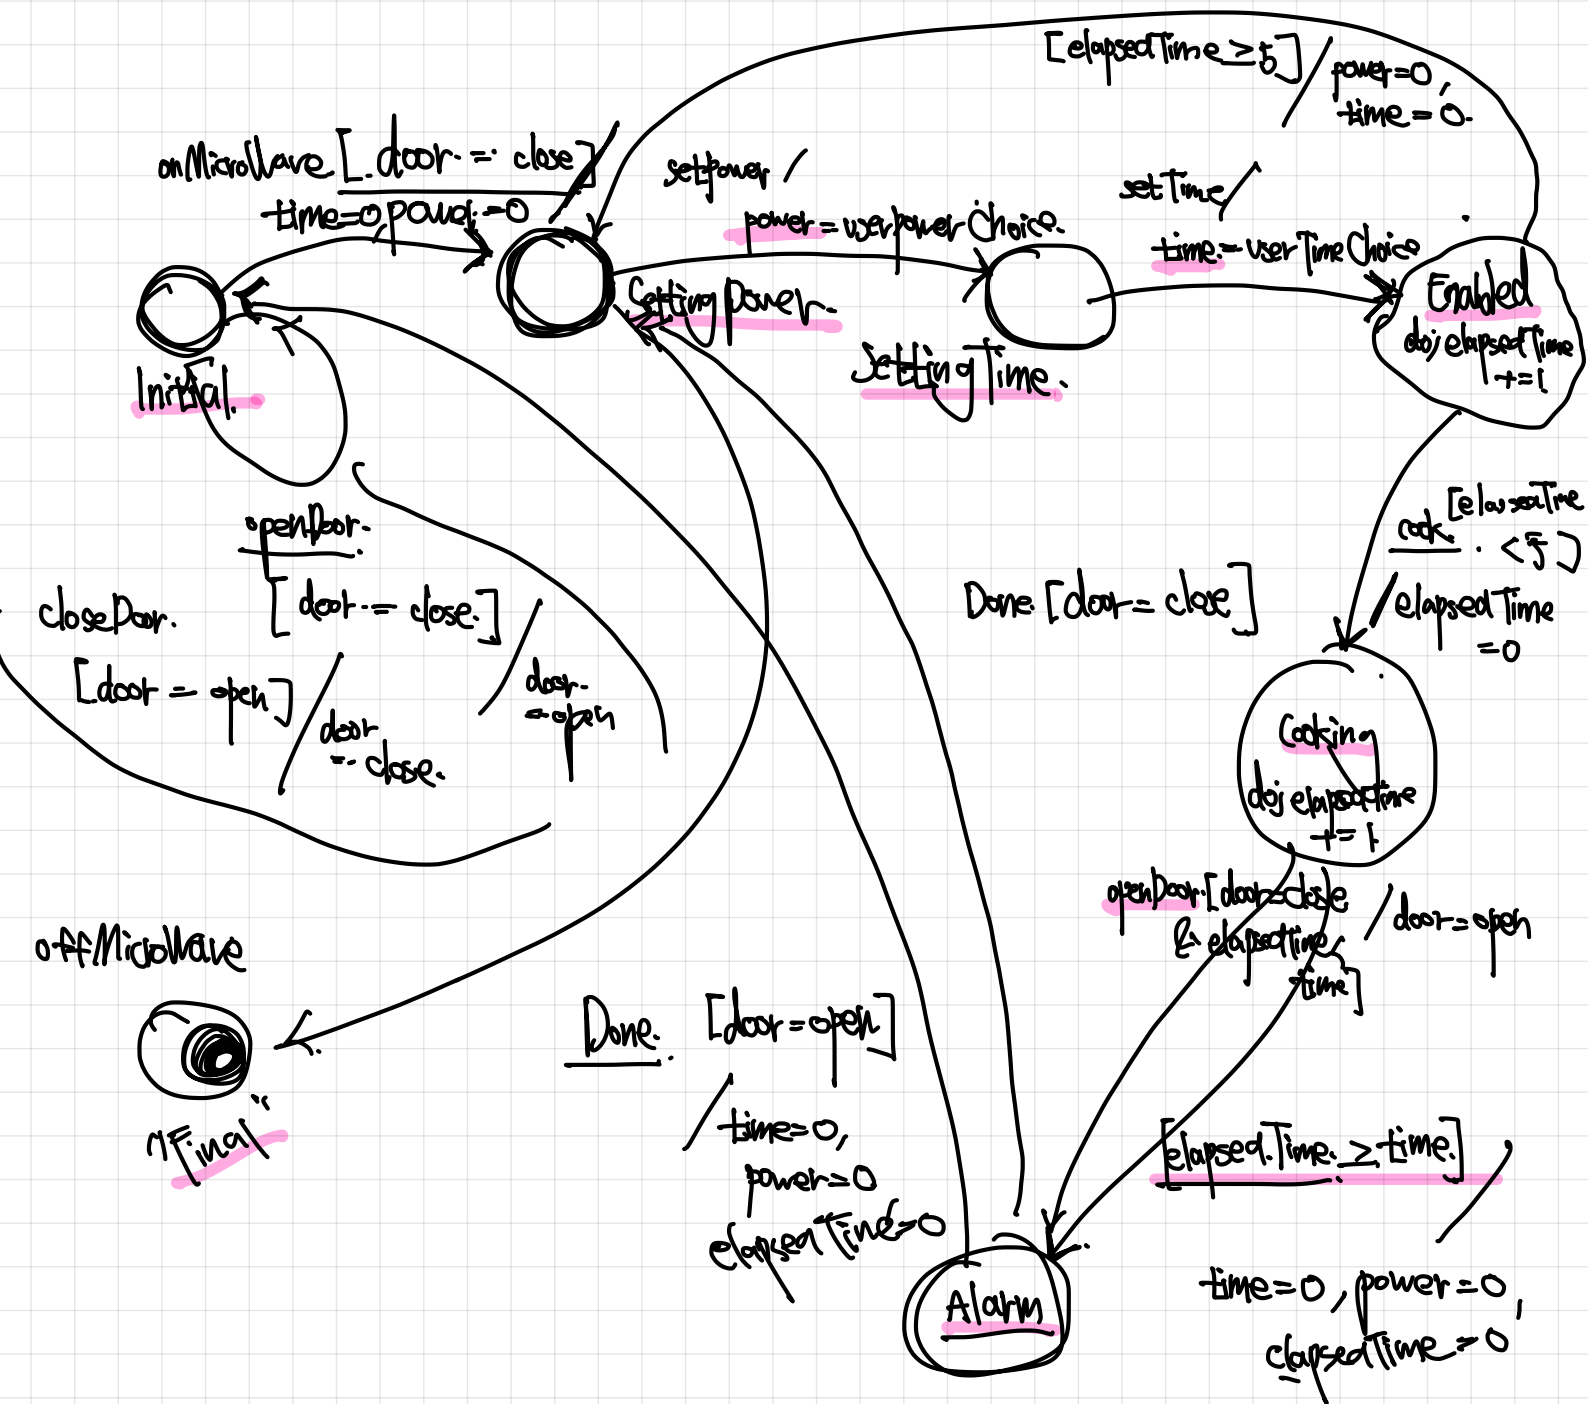 [elapsedTime ≥ 5] / power=0,
time = 0.
onMicroWave [door == close] /
time=0, power=0
setpower /
power = userpowerChoice.
setTime /
time = userTimeChoice
Setting Power.
Setting Time.
Enabled
do; elapsedTime
+=1
Initial.
cook. [elapsedTime
< 5]
/ elapsedTime
=0
openDoor.
[door == close.] /
door
=open
closeDoor.
[door == open] /
door
= close.
Done [door = close]
Cooking
do; elapsedTime
+= 1
openDoor [door=close
& elapsedTime <
time]
/ door=open
offMicroWave
Final
Done. [door=open]
/ time=0,
power=0
elapsedTime=0
[elapsed.Time. ≥ time.] /
time=0, power=0,
elapsedTime=0
Alarm